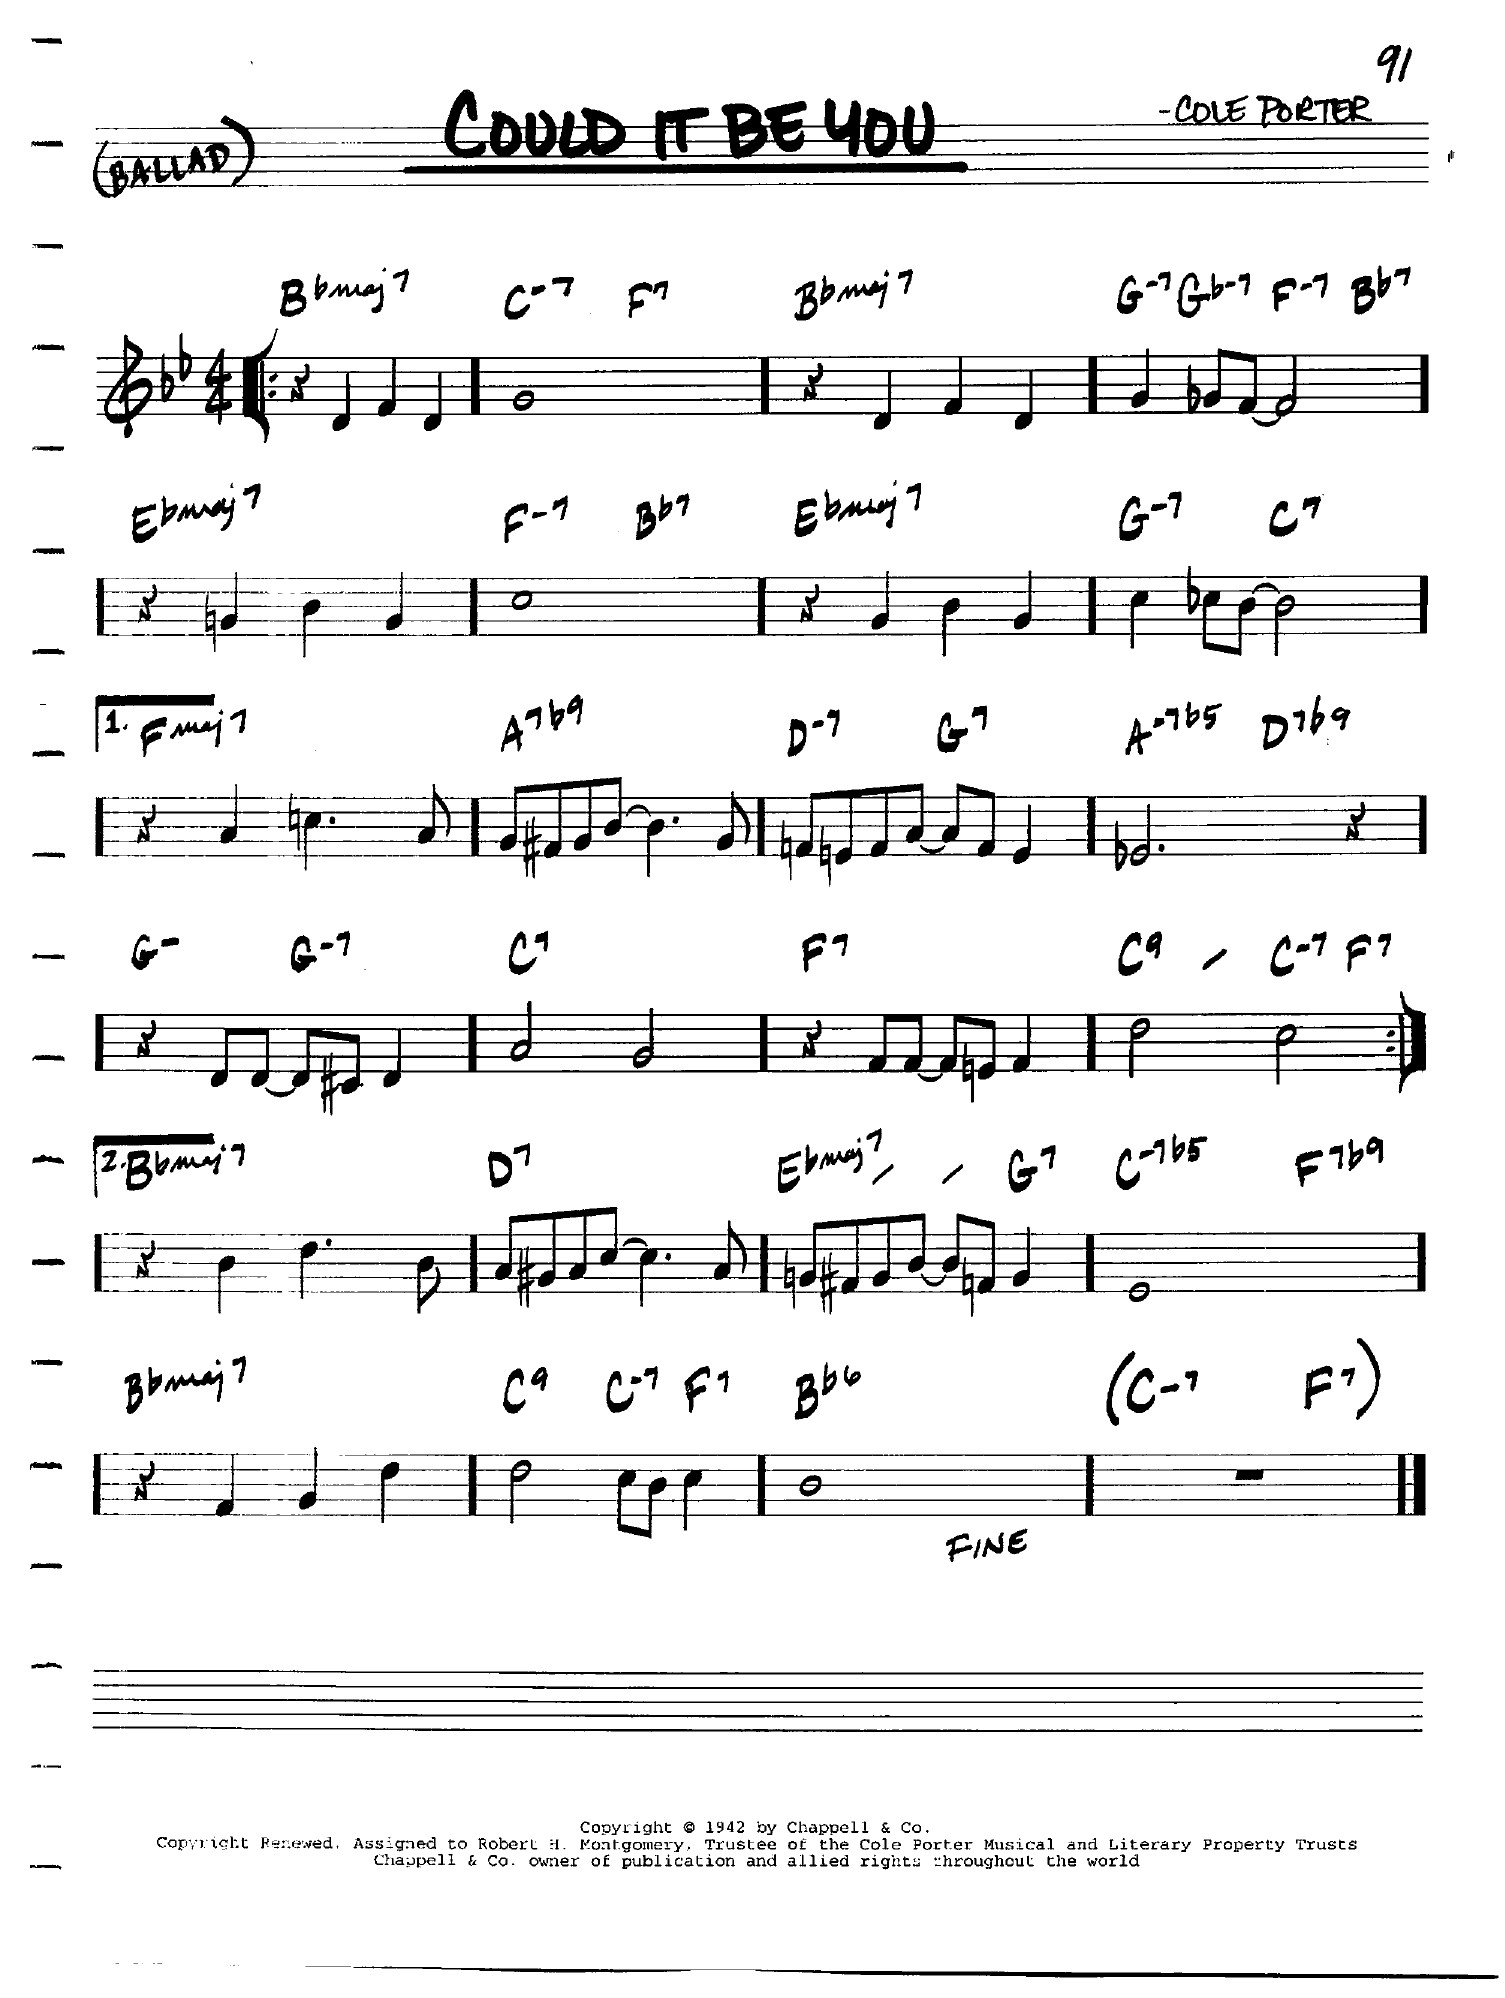 91
COULD IT BE YOU
-COLE PORTER
(BALLAD)
Bbmaj7 C-7 F7 Bbmaj7 G-7 Gb-7 F-7 Bb7
4
4
Ebmaj7 F-7 Bb7 Ebmaj7 G-7 C7
1. Fmaj7 A7b9 D-7 G7 A-7b5 D7b9
G- G-7 C7 F7 C9 / C-7 F7
2. Bbmaj7 D7 Ebmaj7 / / G7 C-7b5 F7b9
Bbmaj7 C9 C-7 F7 Bb6 (C-7 F7)
FINE
Copyright © 1942 by Chappell & Co.
Copyright Renewed, Assigned to Robert H. Montgomery, Trustee of the Cole Porter Musical and Literary Property Trusts
Chappell & Co. owner of publication and allied rights throughout the world